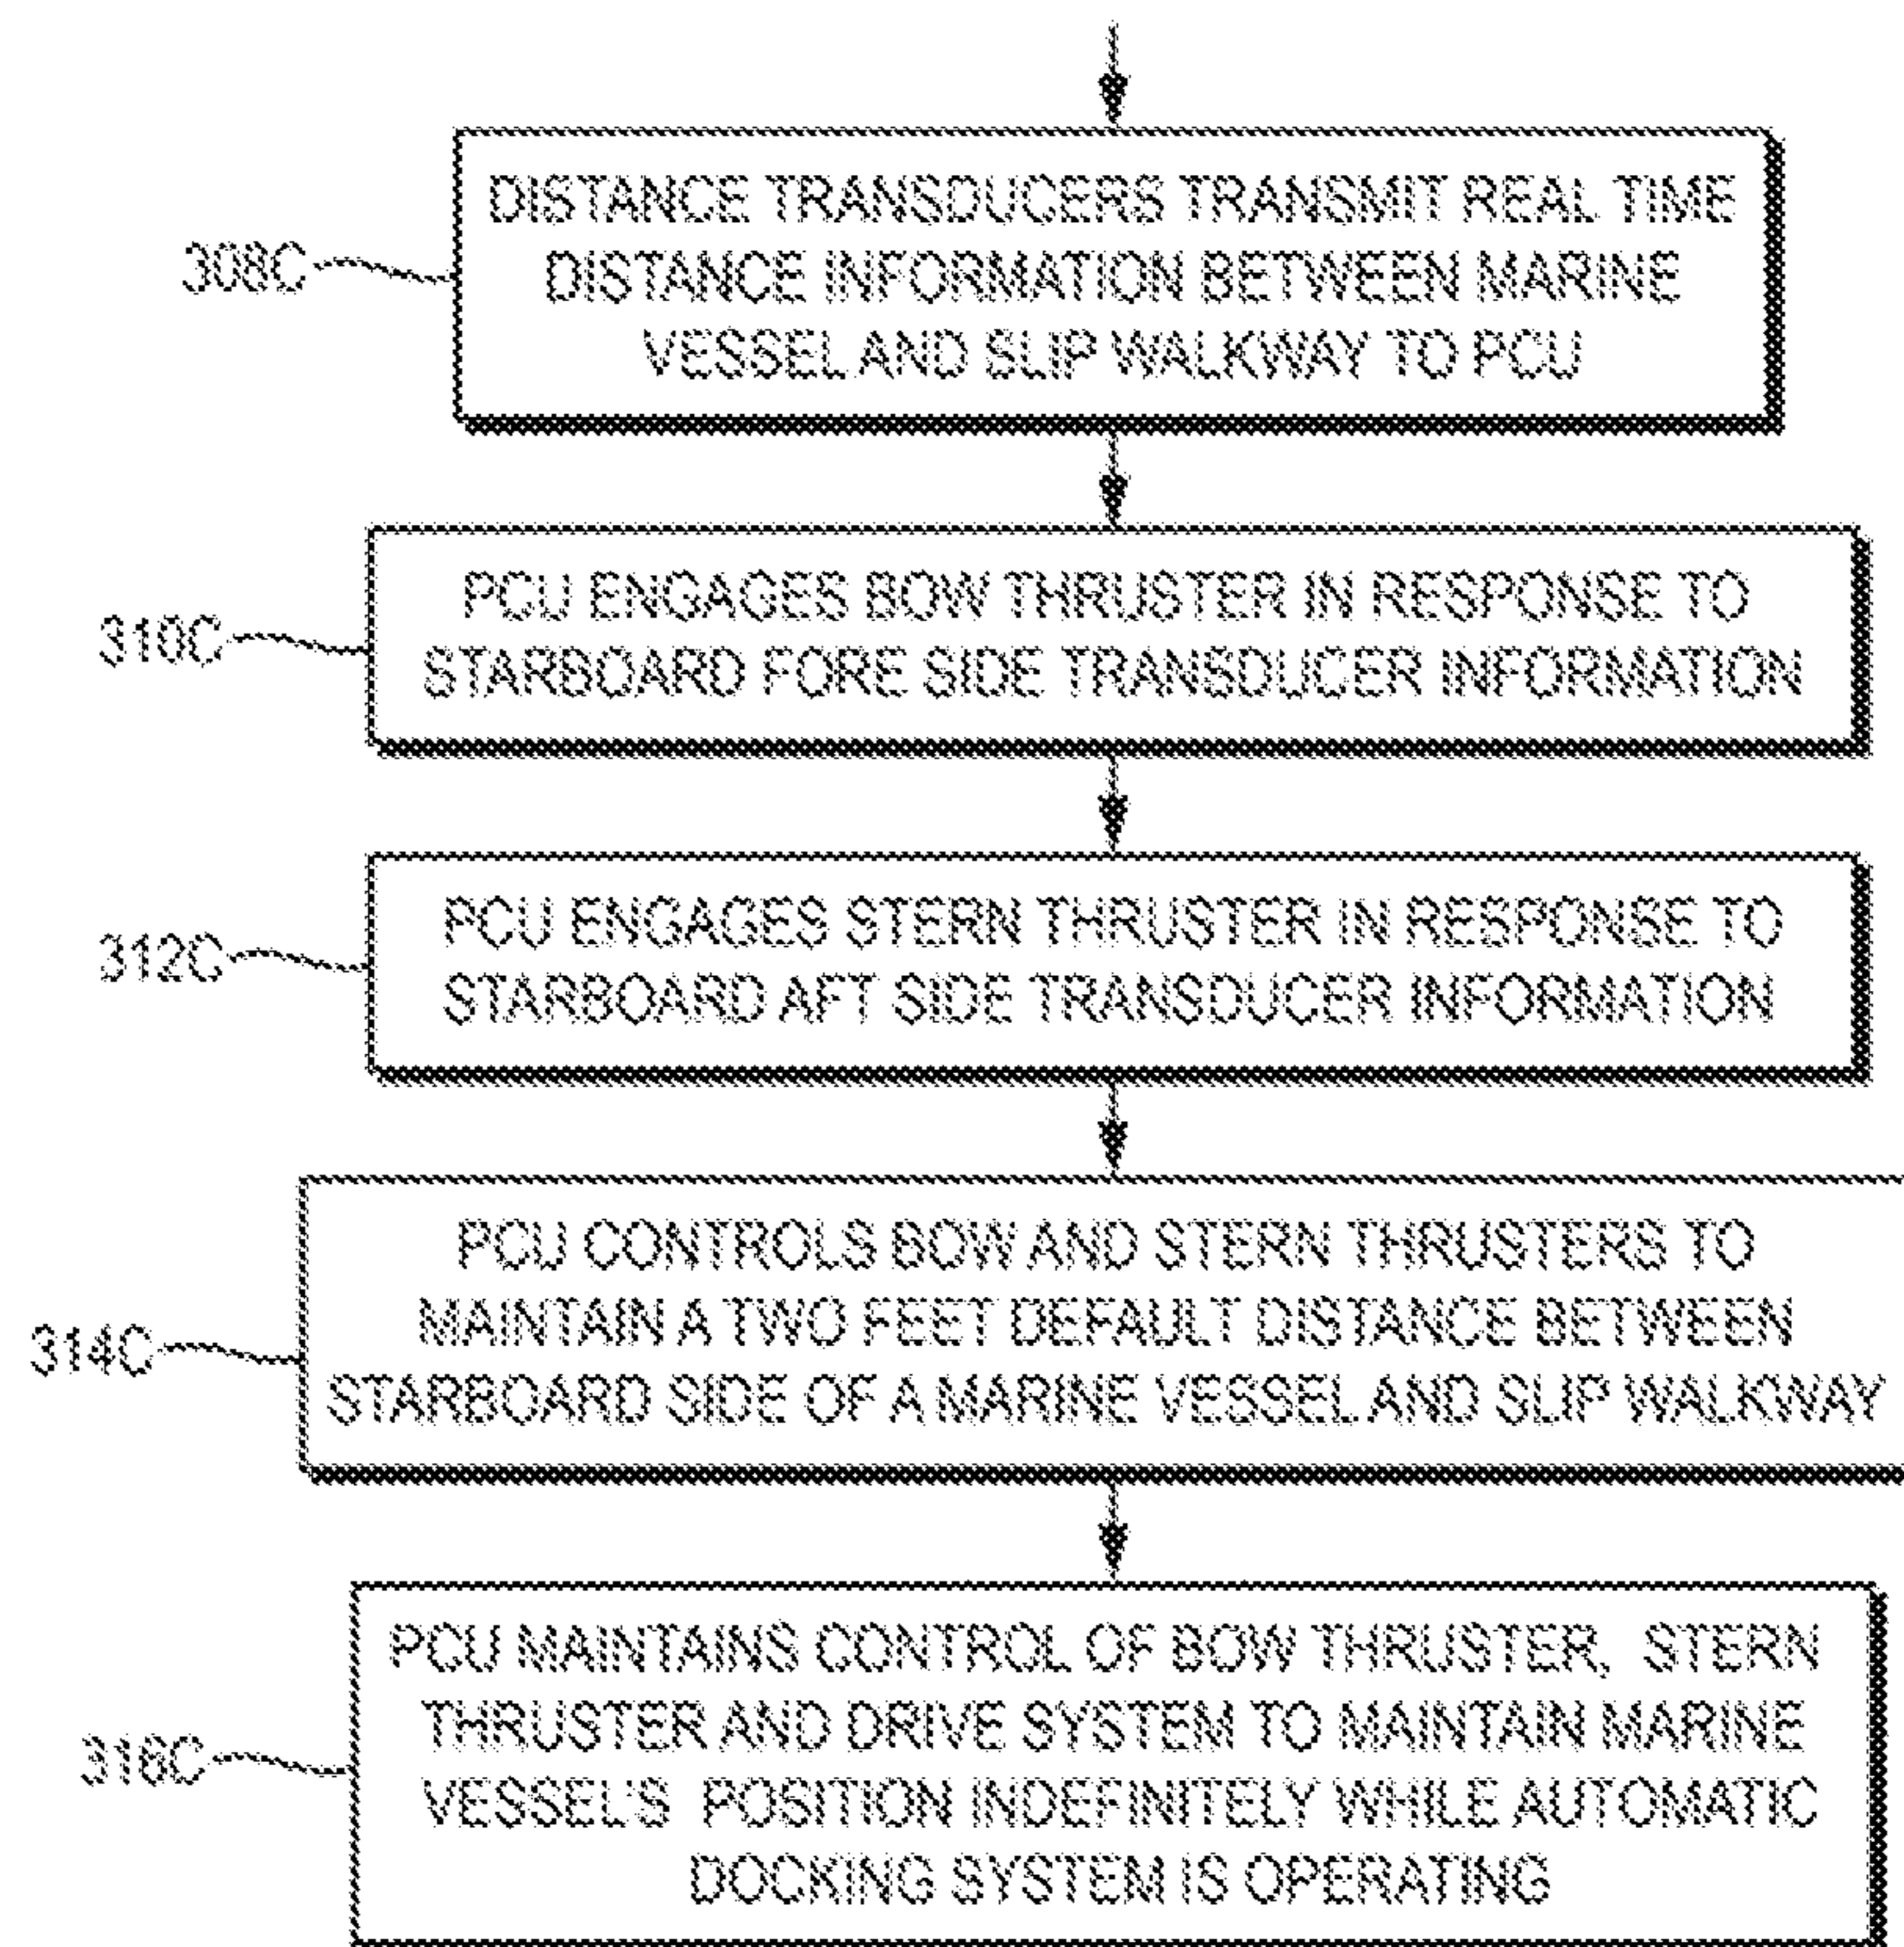 308C
DISTANCE TRANSDUCERS TRANSMIT REAL TIME
DISTANCE INFORMATION BETWEEN MARINE
VESSEL AND SLIP WALKWAY TO PCU
310C
PCU ENGAGES BOW THRUSTER IN RESPONSE TO
STARBOARD FORE SIDE TRANSDUCER INFORMATION
312C
PCU ENGAGES STERN THRUSTER IN RESPONSE TO
STARBOARD AFT SIDE TRANSDUCER INFORMATION
314C
PCU CONTROLS BOW AND STERN THRUSTERS TO
MAINTAIN A TWO FEET DEFAULT DISTANCE BETWEEN
STARBOARD SIDE OF A MARINE VESSEL AND SLIP WALKWAY
316C
PCU MAINTAINS CONTROL OF BOW THRUSTER, STERN
THRUSTER AND DRIVE SYSTEM TO MAINTAIN MARINE
VESSEL'S POSITION INDEFINITELY WHILE AUTOMATIC
DOCKING SYSTEM IS OPERATING